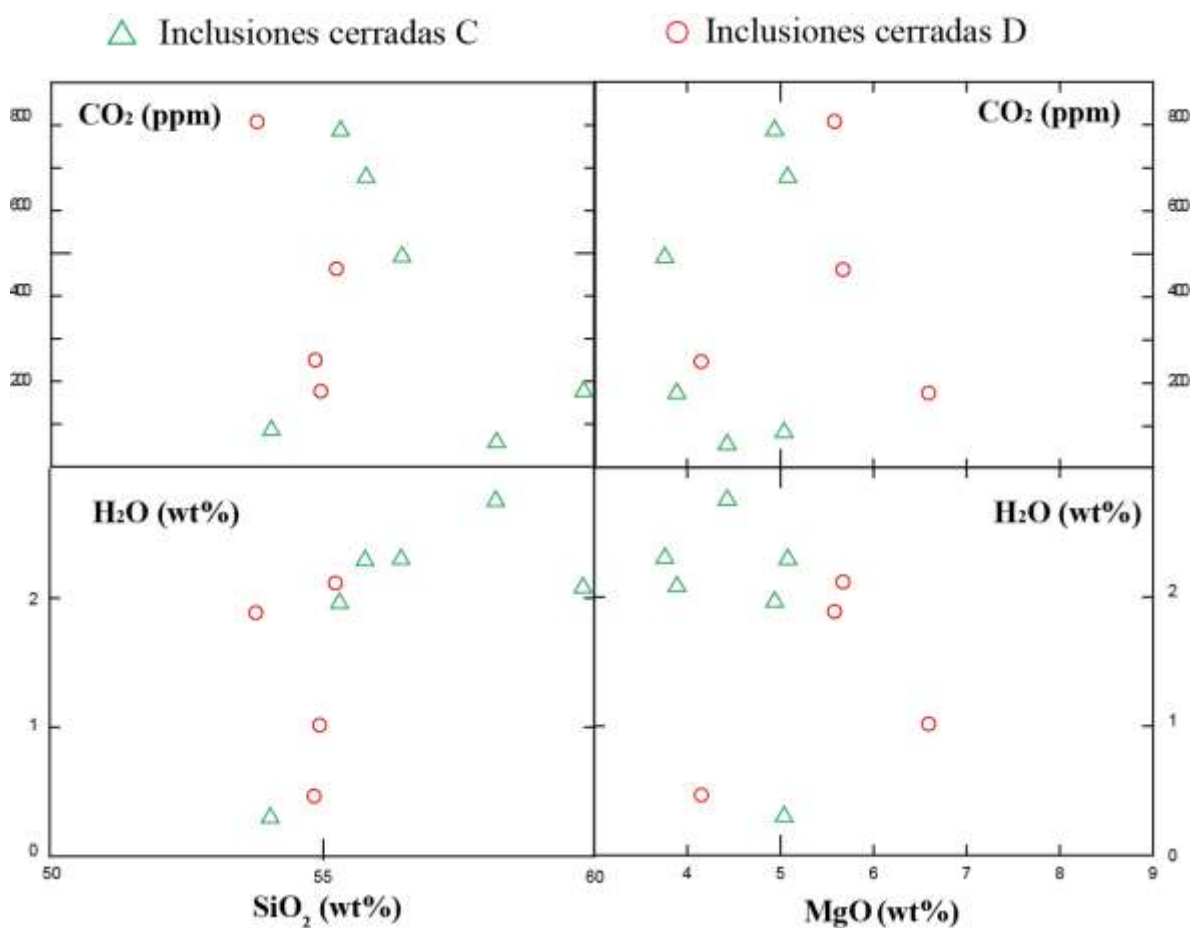 Inclusiones cerradas C
Inclusiones cerradas D
CO₂ (ppm)
800
600
400
200
CO₂ (ppm)
800
600
400
200
H₂O (wt%)
2
1
0
H₂O (wt%)
2
1
0
50
55
60
4
5
6
7
8
9
SiO₂ (wt%)
MgO (wt%)